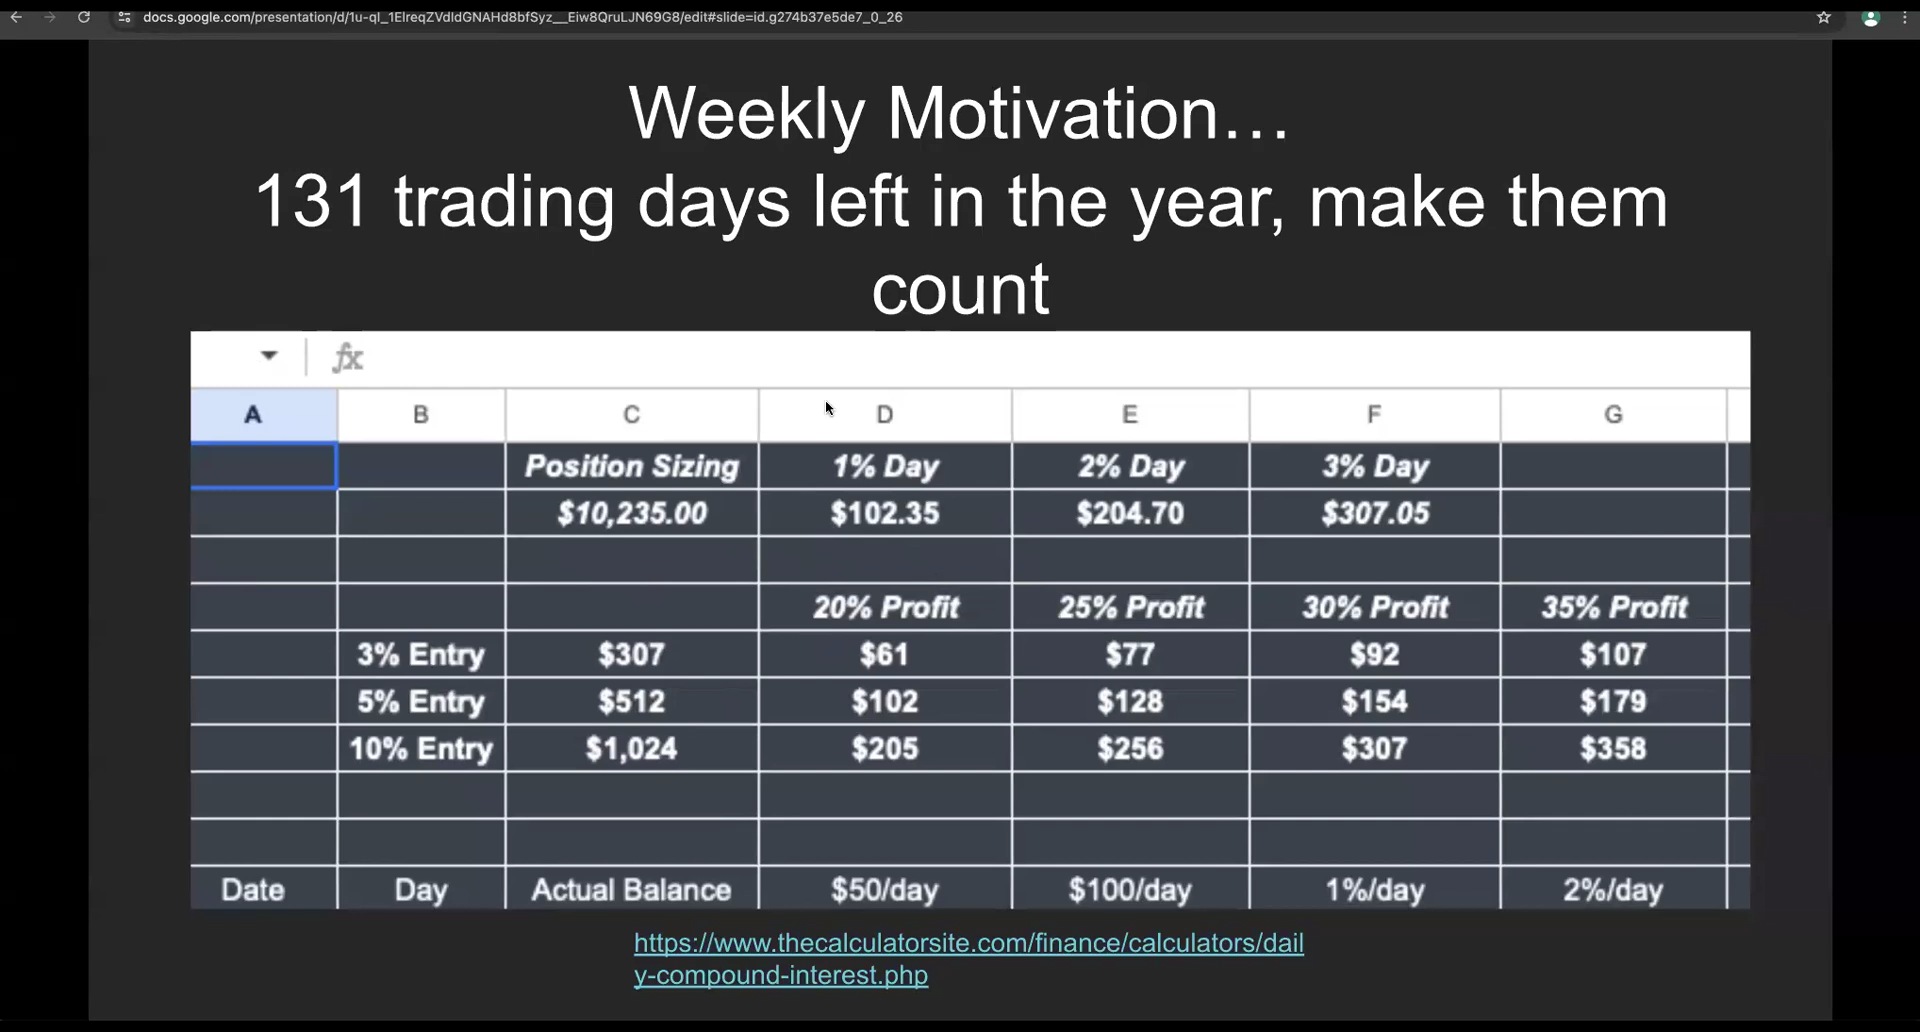 docs.google.com/presentation/d/1u-qI_1ElreqZVdIdGNAHd8bfSyz__Eiw8QruLJN69G8/edit#slide=id.g274b37e5de7_0_26
Weekly Motivation…
131 trading days left in the year, make them
count
fx
A B C D E F G
Position Sizing 1% Day 2% Day 3% Day
$10,235.00 $102.35 $204.70 $307.05
20% Profit 25% Profit 30% Profit 35% Profit
3% Entry $307 $61 $77 $92 $107
5% Entry $512 $102 $128 $154 $179
10% Entry $1,024 $205 $256 $307 $358
Date Day Actual Balance $50/day $100/day 1%/day 2%/day
https://www.thecalculatorsite.com/finance/calculators/dail
y-compound-interest.php